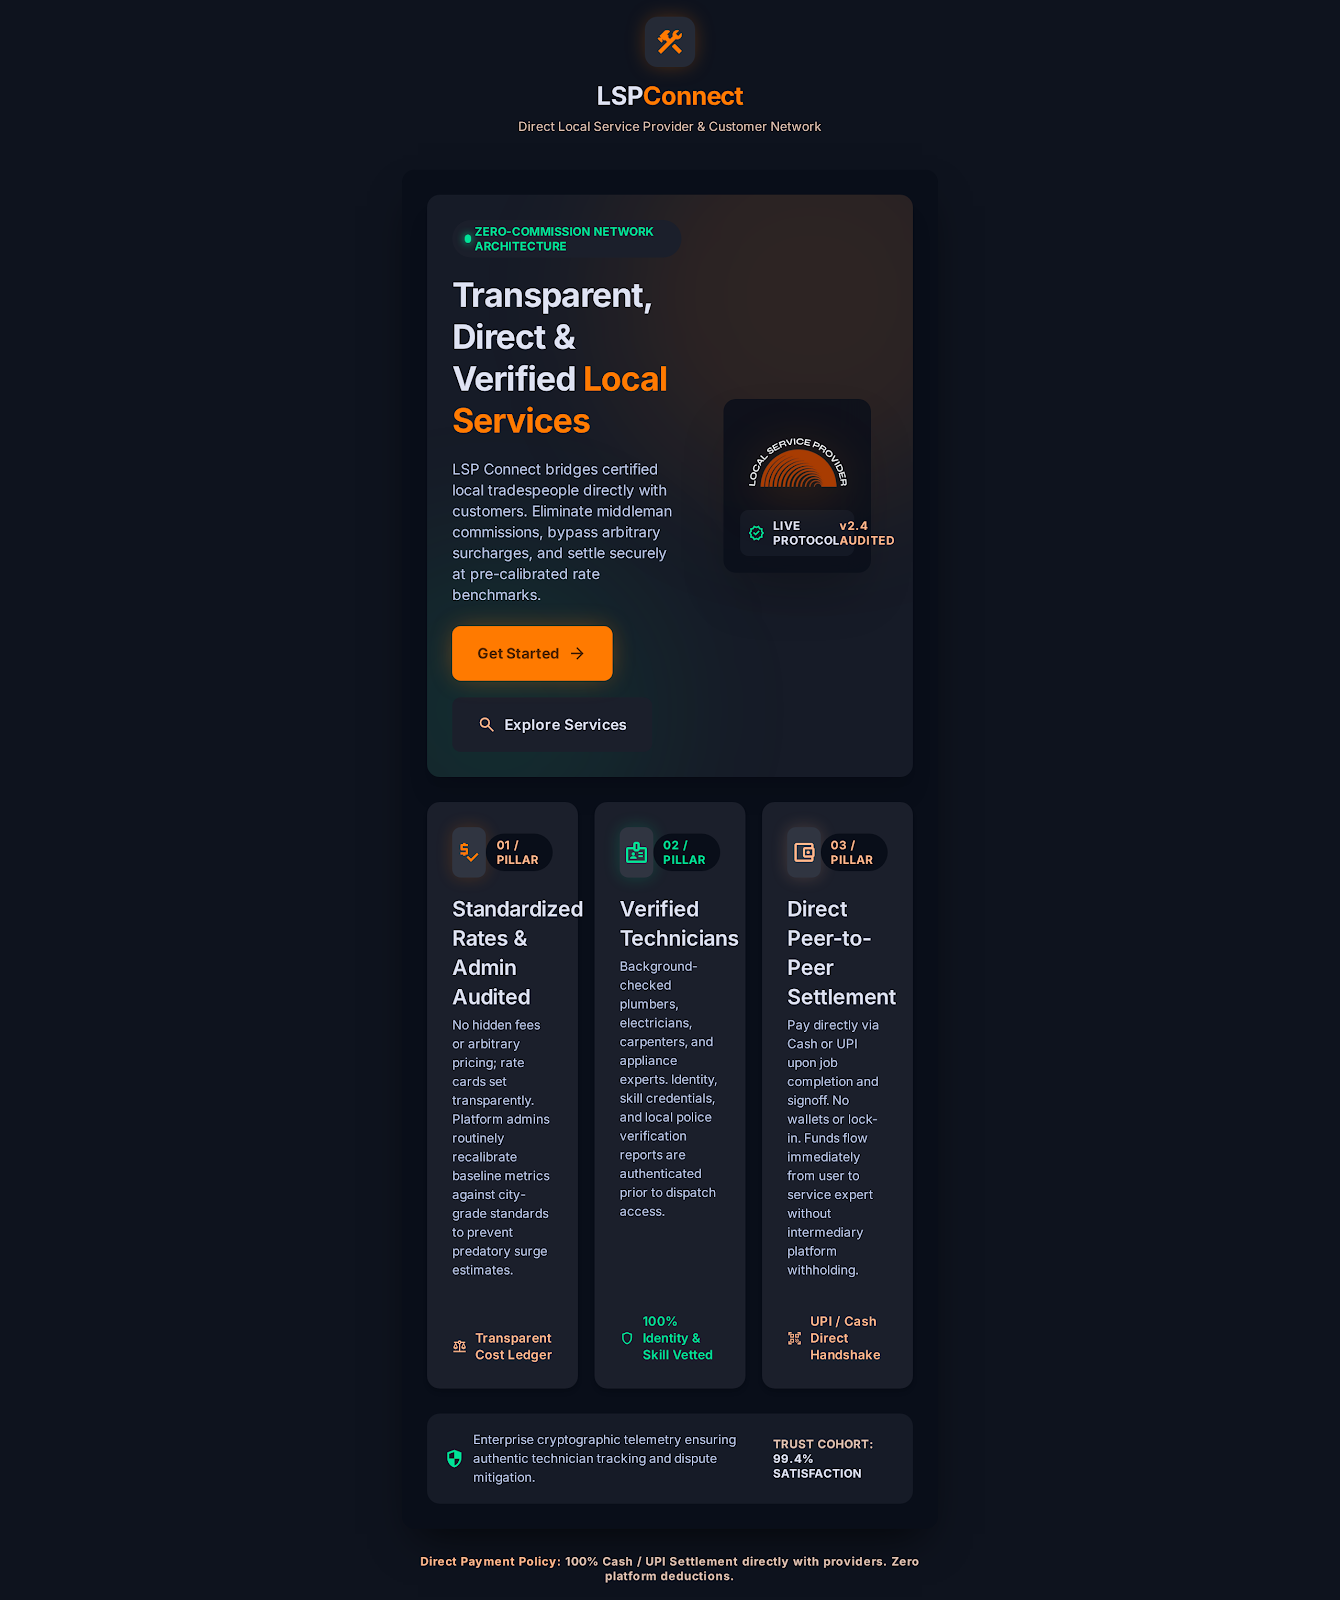 LSPConnect
Direct Local Service Provider & Customer Network
ZERO-COMMISSION NETWORK
ARCHITECTURE
Transparent,
Direct &
Verified Local
Services
LSP Connect bridges certified
local tradespeople directly with
customers. Eliminate middleman
commissions, bypass arbitrary
surcharges, and settle securely
at pre-calibrated rate
benchmarks.
Get Started
Explore Services
LOCAL SERVICE PROVIDER
LIVE
PROTOCOL
v2.4
AUDITED
01 /
PILLAR
Standardized
Rates &
Admin
Audited
No hidden fees
or arbitrary
pricing; rate
cards set
transparently.
Platform admins
routinely
recalibrate
baseline metrics
against city-
grade standards
to prevent
predatory surge
estimates.
Transparent
Cost Ledger
02 /
PILLAR
Verified
Technicians
Background-
checked
plumbers,
electricians,
carpenters, and
appliance
experts. Identity,
skill credentials,
and local police
verification
reports are
authenticated
prior to dispatch
access.
100%
Identity &
Skill Vetted
03 /
PILLAR
Direct
Peer-to-
Peer
Settlement
Pay directly via
Cash or UPI
upon job
completion and
signoff. No
wallets or lock-
in. Funds flow
immediately
from user to
service expert
without
intermediary
platform
withholding.
UPI / Cash
Direct
Handshake
Enterprise cryptographic telemetry ensuring
authentic technician tracking and dispute
mitigation.
TRUST COHORT:
99.4%
SATISFACTION
Direct Payment Policy: 100% Cash / UPI Settlement directly with providers. Zero
platform deductions.